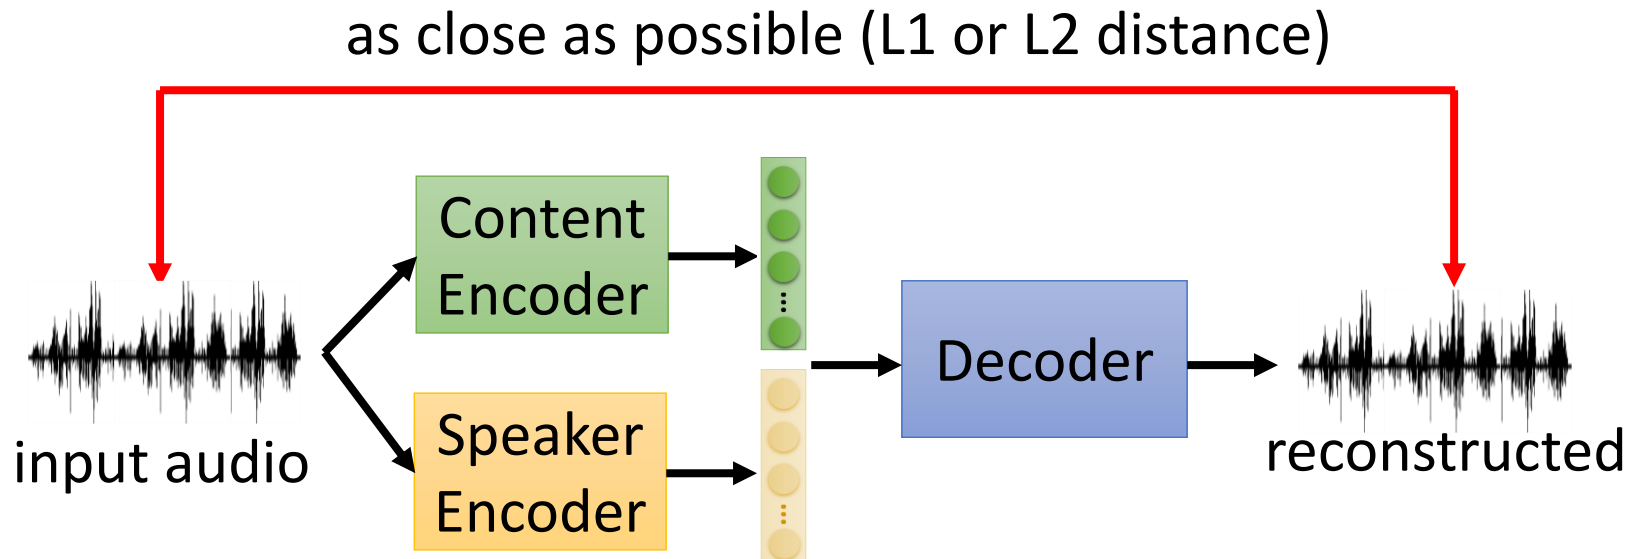 as close as possible (L1 or L2 distance)
Content
Encoder
Decoder
Speaker
Encoder
input audio
reconstructed